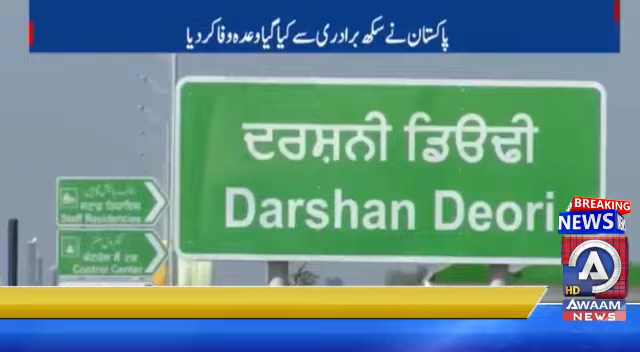 پاکستان نے سکھ برادری سے کیا گیا وعدہ وفا کر دیا
ਦਰਸ਼ਨੀ ਡਿਓਢੀ
Darshan Deori
Staff Residencies
Control Center
BREAKING
NEWS
HD
AWAAM
NEWS